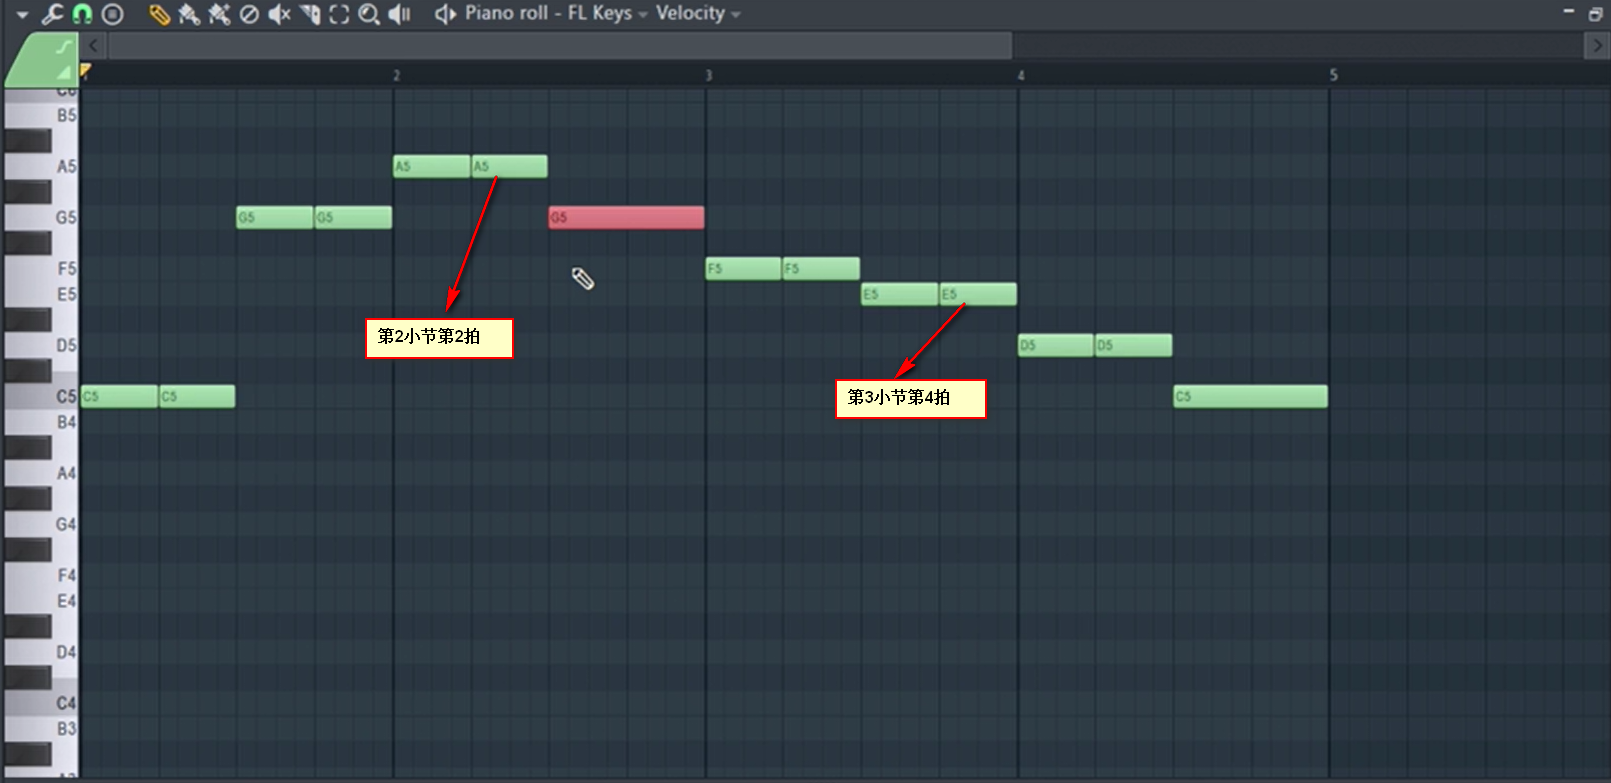 Piano roll - FL Keys Velocity
2 3 4 5
C6
B5
A5 A5 A5
G5 G5 G5 G5
F5 F5 F5
E5 E5 E5
第2小节第2拍
D5 D5 D5
第3小节第4拍
C5 C5 C5 C5
B4
A4
G4
F4
E4
D4
C4
B3